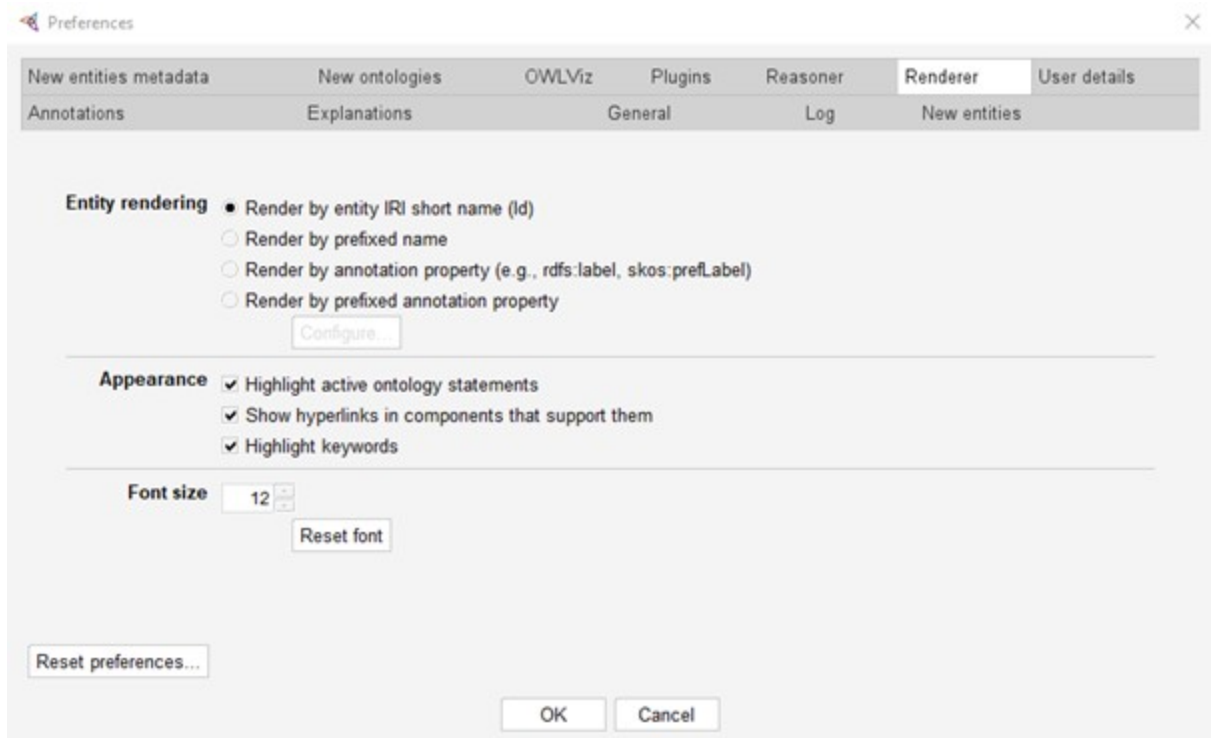 Preferences
New entities metadata New ontologies OWLViz Plugins Reasoner Renderer User details
Annotations Explanations General Log New entities
Entity rendering Render by entity IRI short name (Id)
Render by prefixed name
Render by annotation property (e.g., rdfs:label, skos:prefLabel)
Render by prefixed annotation property
Configure...
Appearance Highlight active ontology statements
Show hyperlinks in components that support them
Highlight keywords
Font size 12
Reset font
Reset preferences...
OK Cancel